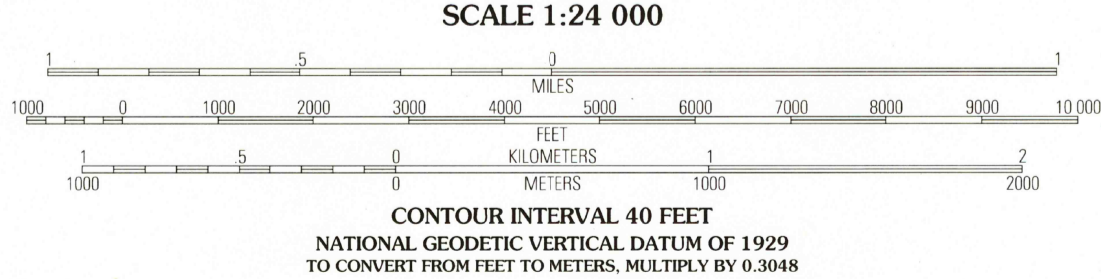 SCALE 1:24 000
1 .5 0 1
MILES
1000 0 1000 2000 3000 4000 5000 6000 7000 8000 9000 10 000
FEET
1 .5 0 KILOMETERS 1 2
1000 0 METERS 1000 2000
CONTOUR INTERVAL 40 FEET
NATIONAL GEODETIC VERTICAL DATUM OF 1929
TO CONVERT FROM FEET TO METERS, MULTIPLY BY 0.3048